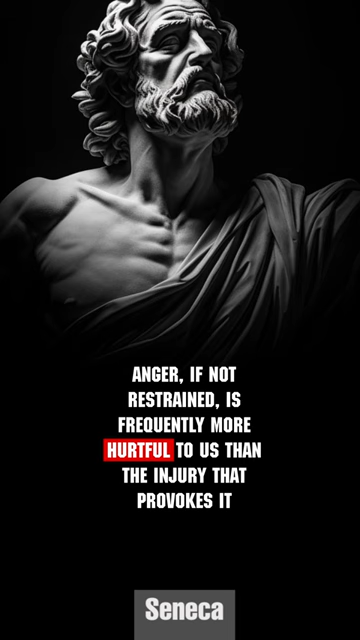 ANGER, IF NOT
RESTRAINED, IS
FREQUENTLY MORE
HURTFUL TO US THAN
THE INJURY THAT
PROVOKES IT
Seneca